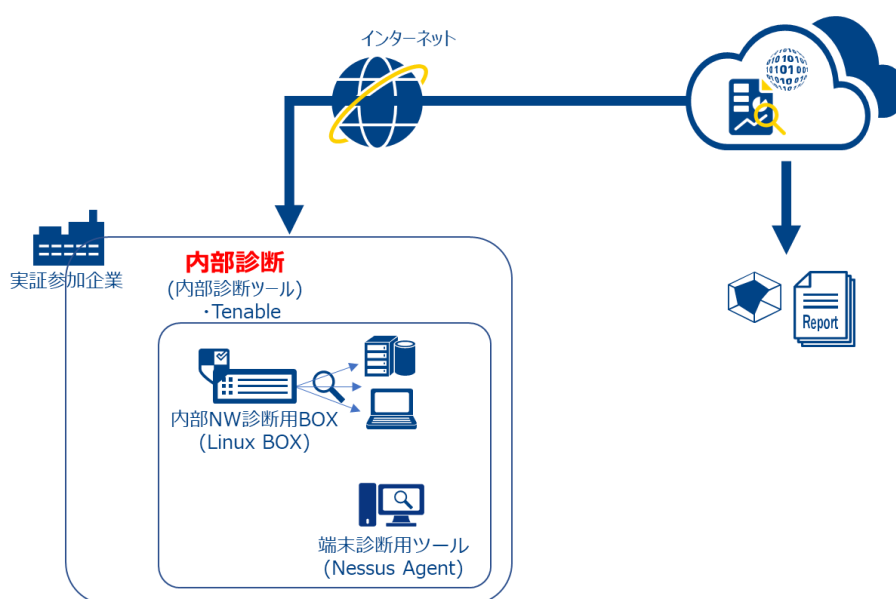 インターネット
実証参加企業
内部診断
(内部診断ツール)
・Tenable
内部NW診断用BOX
(Linux BOX)
端末診断用ツール
(Nessus Agent)
Report